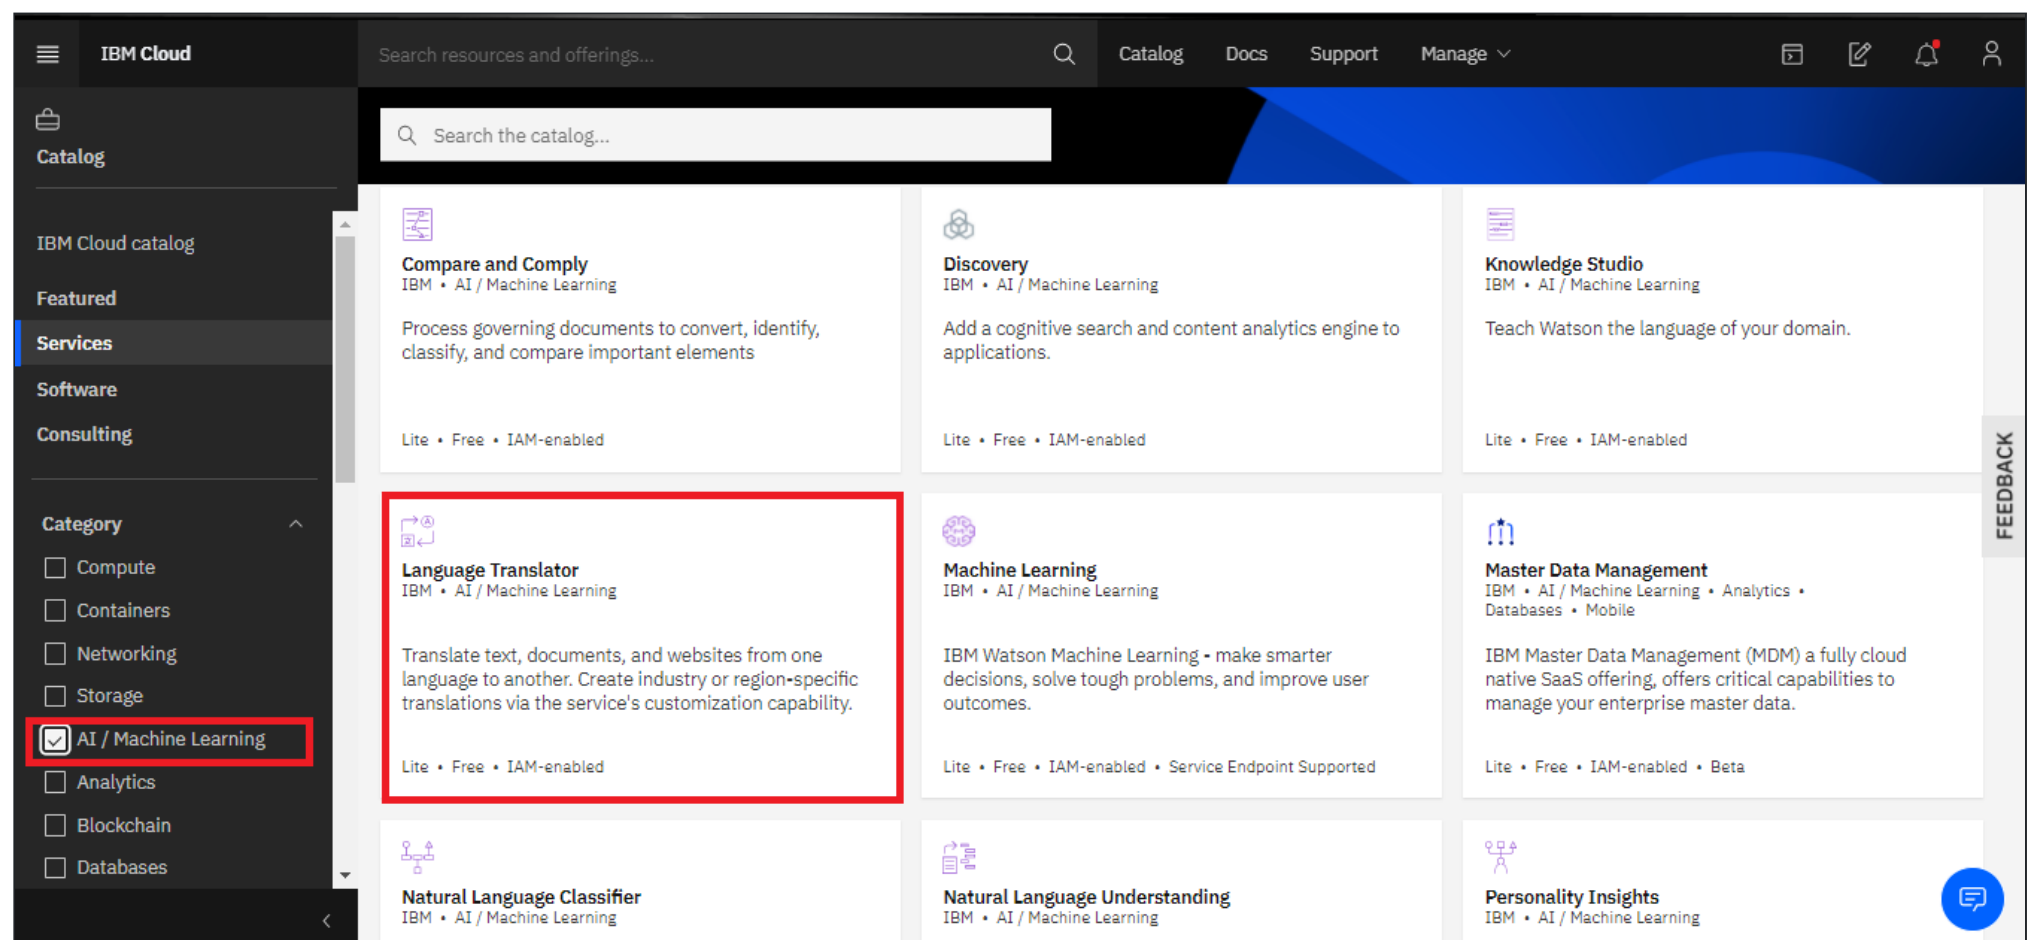 IBM Cloud
Search resources and offerings...
Catalog
Docs
Support
Manage
Catalog
Search the catalog...
IBM Cloud catalog
Featured
Services
Software
Consulting
Category
Compute
Containers
Networking
Storage
AI / Machine Learning
Analytics
Blockchain
Databases
Compare and Comply
IBM • AI / Machine Learning
Process governing documents to convert, identify,
classify, and compare important elements
Lite • Free • IAM-enabled
Discovery
IBM • AI / Machine Learning
Add a cognitive search and content analytics engine to
applications.
Lite • Free • IAM-enabled
Knowledge Studio
IBM • AI / Machine Learning
Teach Watson the language of your domain.
Lite • Free • IAM-enabled
Language Translator
IBM • AI / Machine Learning
Translate text, documents, and websites from one
language to another. Create industry or region-specific
translations via the service's customization capability.
Lite • Free • IAM-enabled
Machine Learning
IBM • AI / Machine Learning
IBM Watson Machine Learning - make smarter
decisions, solve tough problems, and improve user
outcomes.
Lite • Free • IAM-enabled • Service Endpoint Supported
Master Data Management
IBM • AI / Machine Learning • Analytics •
Databases • Mobile
IBM Master Data Management (MDM) a fully cloud
native SaaS offering, offers critical capabilities to
manage your enterprise master data.
Lite • Free • IAM-enabled • Beta
Natural Language Classifier
IBM • AI / Machine Learning
Natural Language Understanding
IBM • AI / Machine Learning
Personality Insights
IBM • AI / Machine Learning
FEEDBACK